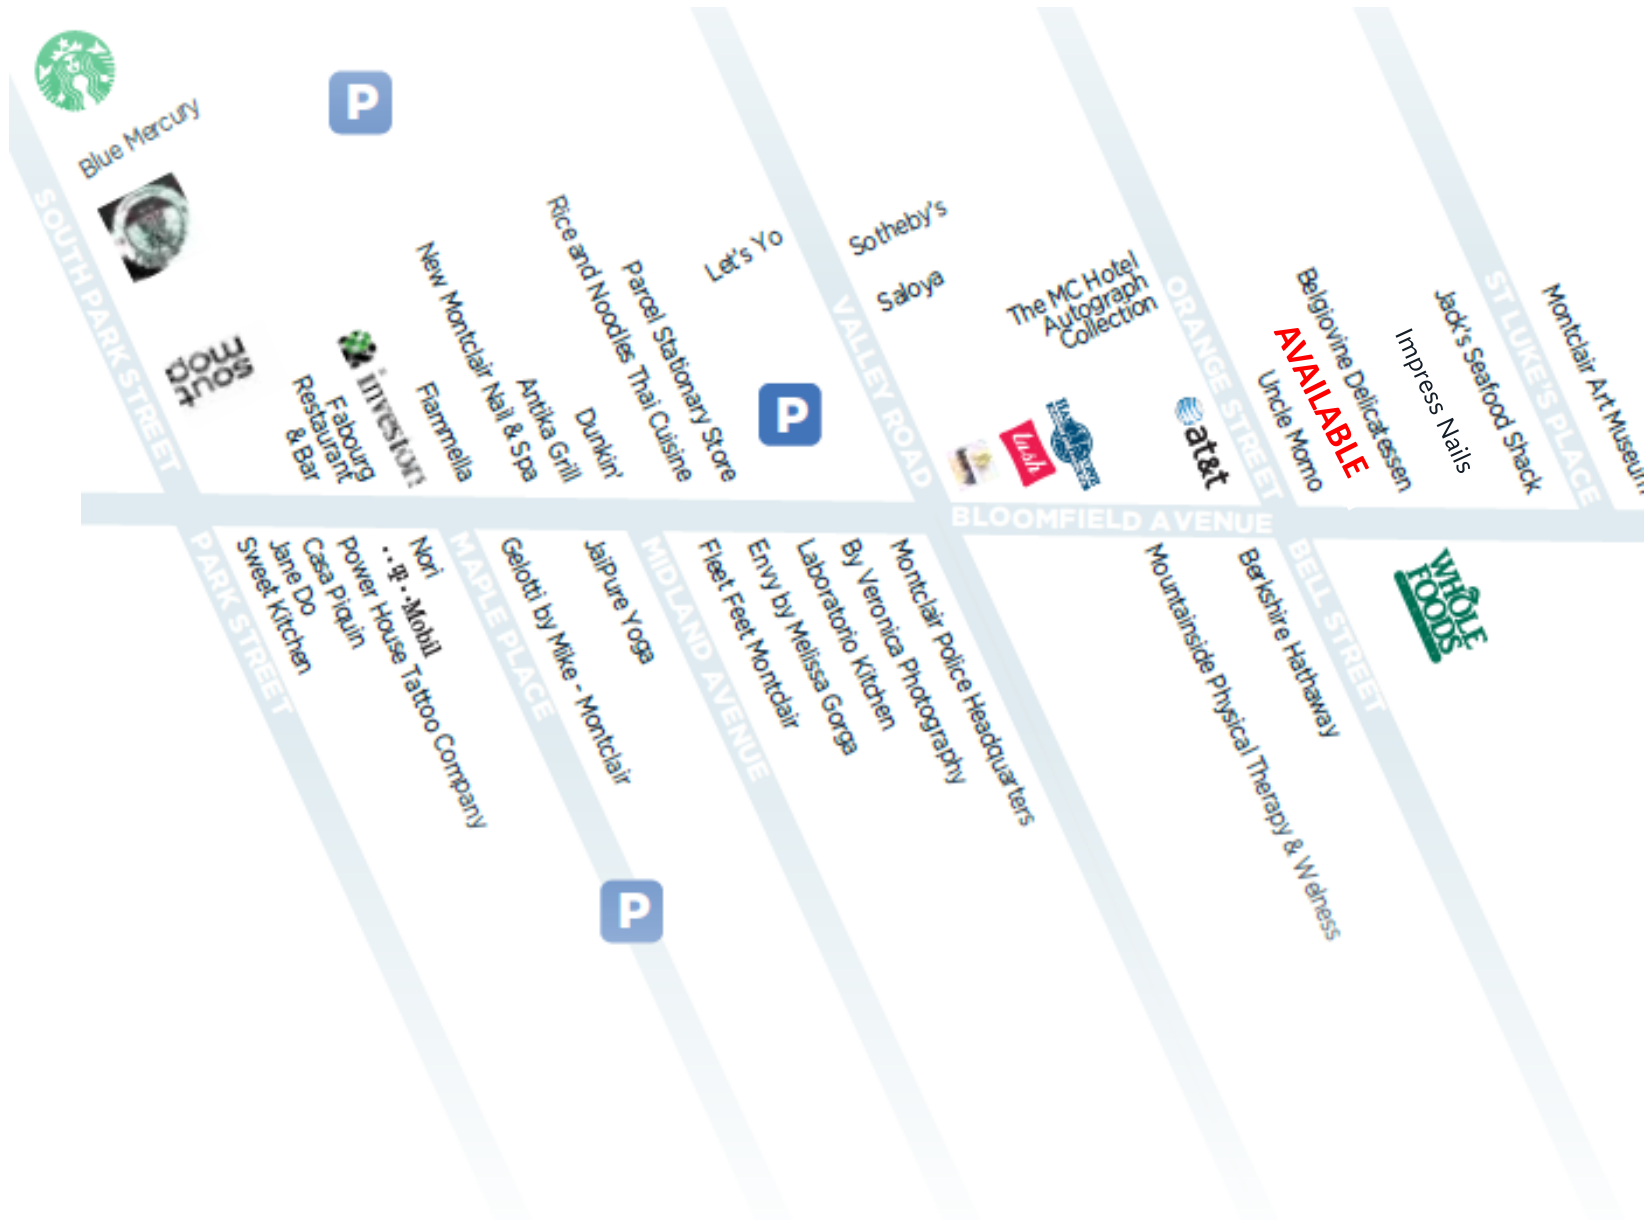 Blue Mercury
P
SOUTH PARK STREET
Fabourg
Restaurant
& Bar
investors
Fiammella
New Montclair Nail & Spa
Antika Grill
Dunkin'
Rice and Noodles Thai Cuisine
Parcel Stationary Store
Let's Yo
P
VALLEY ROAD
Sotheby's
Saloya
The MC Hotel
Autograph
Collection
lash
at&t
ORANGE STREET
Uncle Momo
AVAILABLE
Belgiovine Delicatessen
Impress Nails
Jack's Seafood Shack
ST LUKE'S PLACE
Montclair Art Museum
BLOOMFIELD AVENUE
PARK STREET
Sweet Kitchen
Jane Do
Casa Piquin
Power House Tattoo Company
··T··Mobil
Nori
MAPLE PLACE
Gelotti by Mike - Montclair
JaiPure Yoga
MIDLAND AVENUE
Fleet Feet Montclair
Envy by Melissa Gorga
Laboratorio Kitchen
By Veronica Photography
Montclair Police Headquarters
Mountainside Physical Therapy & Welness
Berkshire Hathaway
BELL STREET
WHOLE
FOODS
P